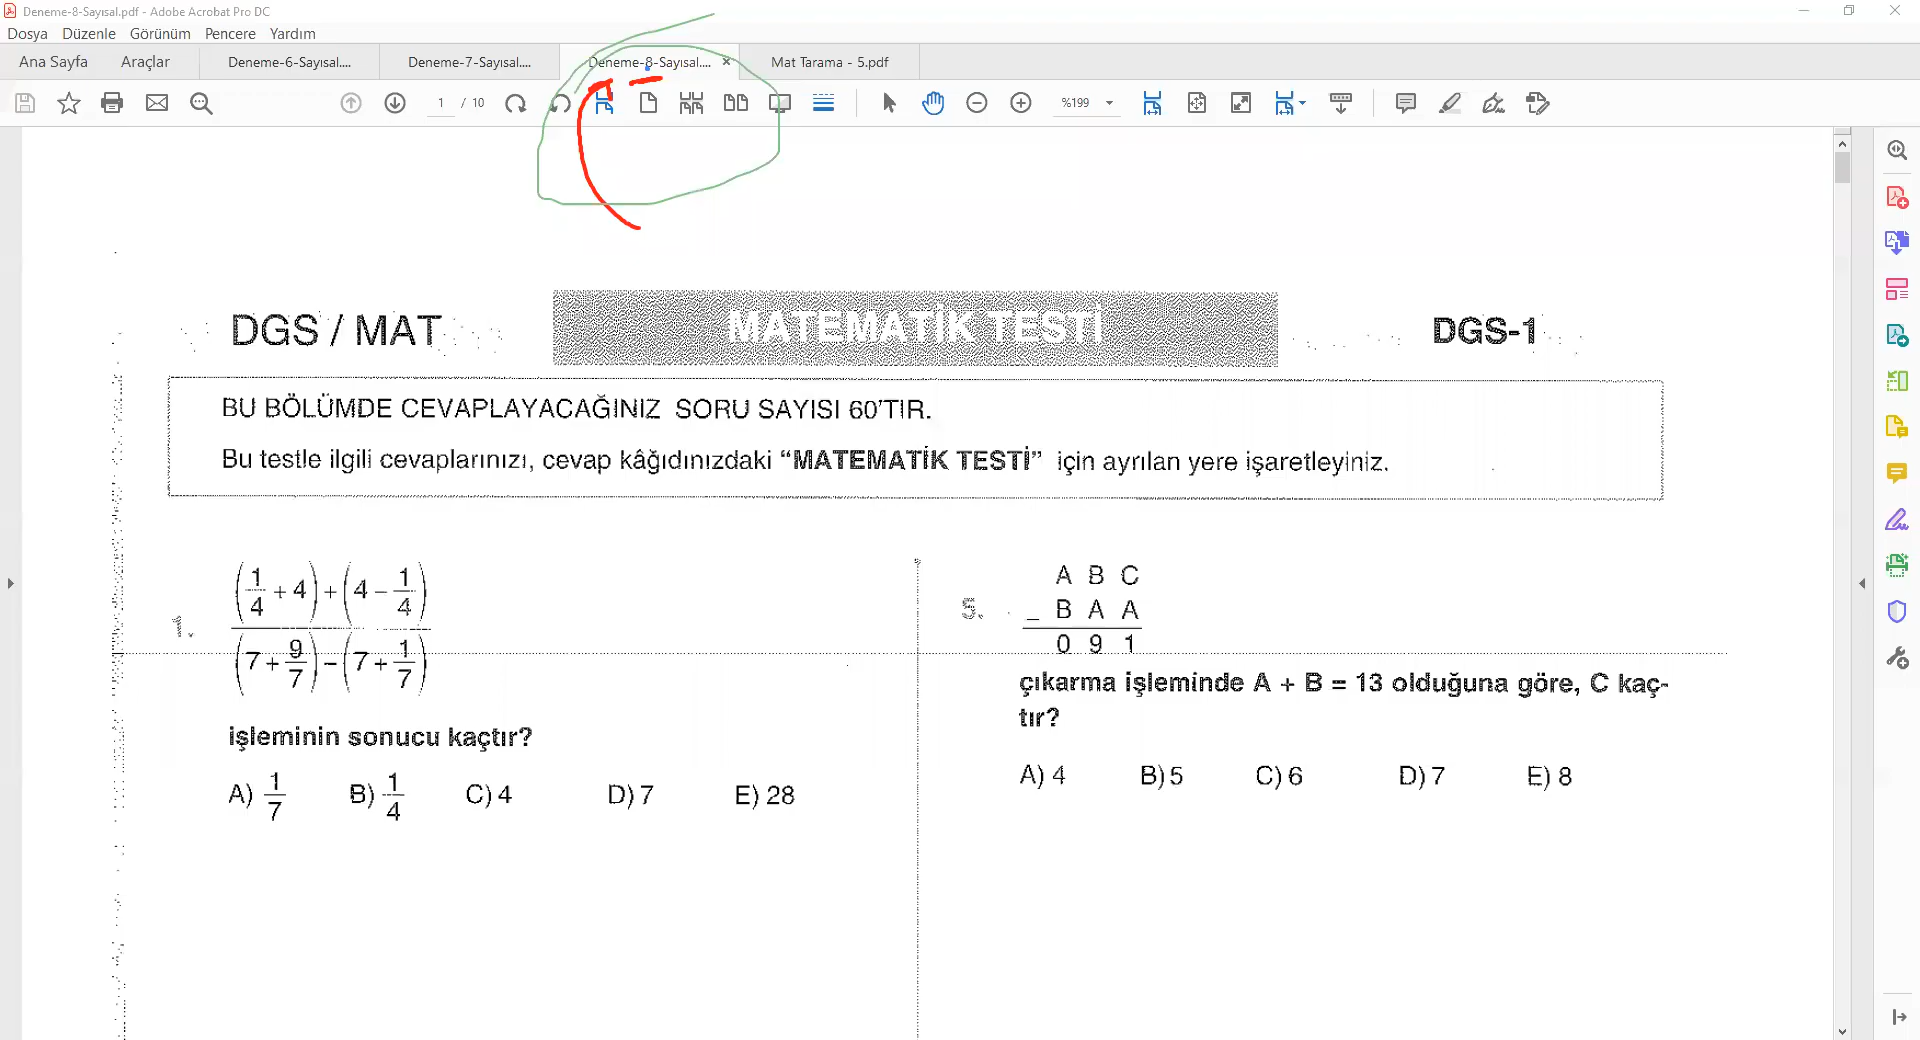 Deneme-8-Sayısal.pdf - Adobe Acrobat Pro DC
Dosya Düzenle Görünüm Pencere Yardım
Ana Sayfa Araçlar Deneme-6-Sayısal.... Deneme-7-Sayısal.... Deneme-8-Sayısal.... × Mat Tarama - 5.pdf
1 / 10 %199
DGS / MAT MATEMATİK TESTİ DGS-1
BU BÖLÜMDE CEVAPLAYACAĞINIZ SORU SAYISI 60'TIR.
Bu testle ilgili cevaplarınızı, cevap kâğıdınızdaki “MATEMATİK TESTİ” için ayrılan yere işaretleyiniz.
1. ((1/4 + 4) + (4 − 1/4)) / ((7 + 9/7) − (7 + 1/7))
işleminin sonucu kaçtır?
A) 1/7 B) 1/4 C) 4 D) 7 E) 28
5.
A B C
− B A A
0 9 1
çıkarma işleminde A + B = 13 olduğuna göre, C kaç-
tır?
A) 4 B) 5 C) 6 D) 7 E) 8